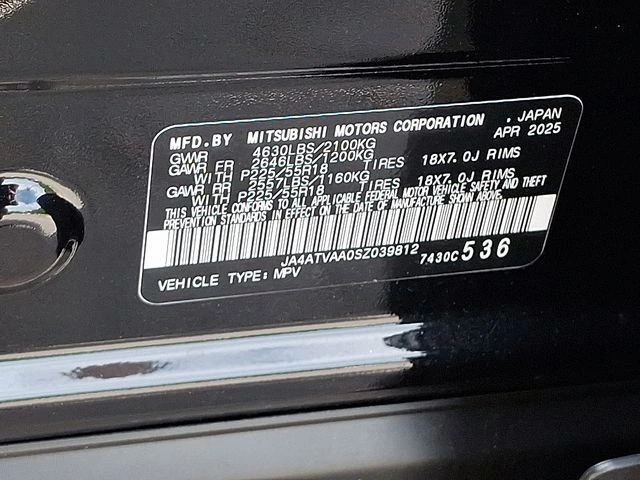 MFD.BY MITSUBISHI MOTORS CORPORATION , JAPAN
GVWR 4630LBS/2100KG APR 2025
GAWR FR 2646LBS/1200KG
WITH P225/55R18 TIRES 18X7.0J RIMS
GAWR RR 2557LBS/1160KG
WITH P225/55R18 TIRES 18X7.0J RIMS
THIS VEHICLE CONFORMS TO ALL APPLICABLE FEDERAL MOTOR VEHICLE SAFETY AND THEFT
PREVENTION STANDARDS IN EFFECT ON THE DATE OF MANUFACTURE SHOWN ABOVE.
JA4ATVAA0SZ039812 7430C 536
VEHICLE TYPE: MPV